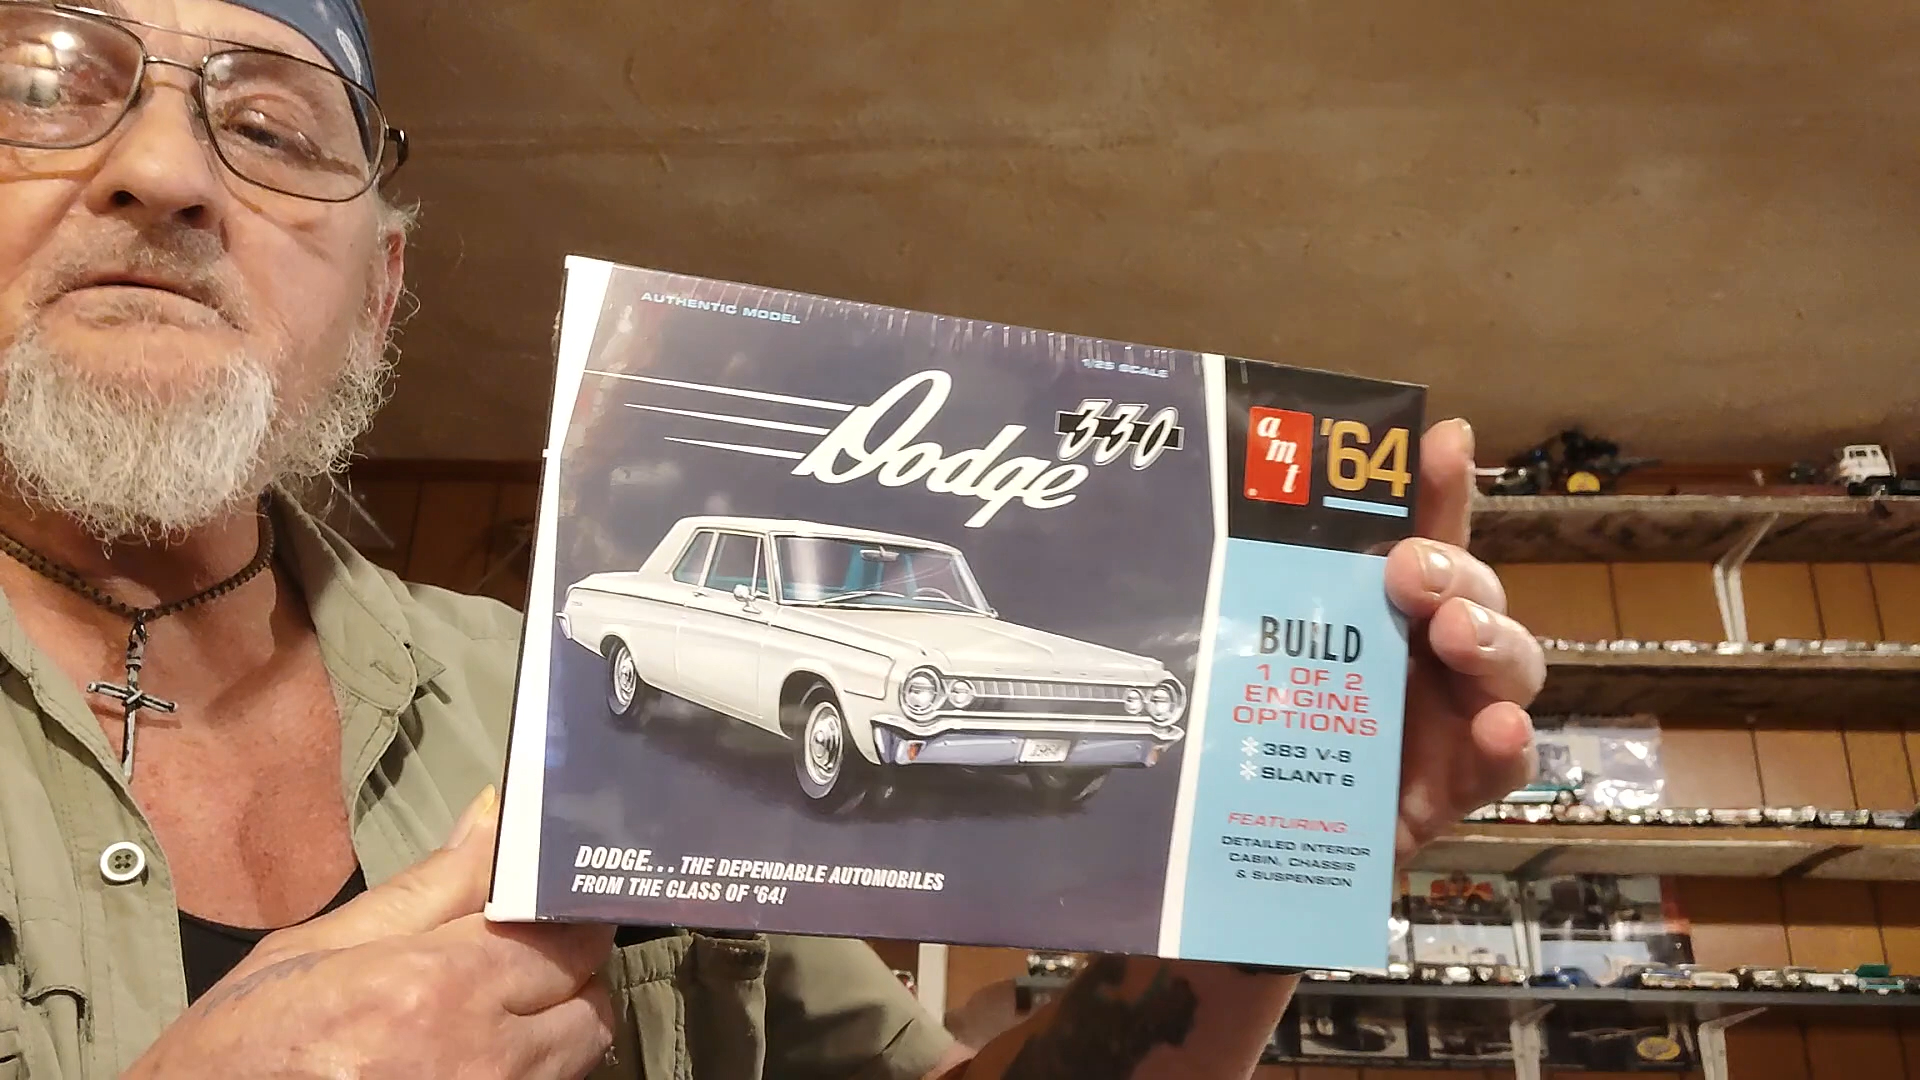 AUTHENTIC MODEL
1/25 SCALE
Dodge 330
amt '64
BUILD
1 OF 2
ENGINE
OPTIONS
* 383 V-8
* SLANT 6
FEATURING...
DETAILED INTERIOR
CABIN, CHASSIS
& SUSPENSION
1964
DODGE... THE DEPENDABLE AUTOMOBILES
FROM THE CLASS OF '64!